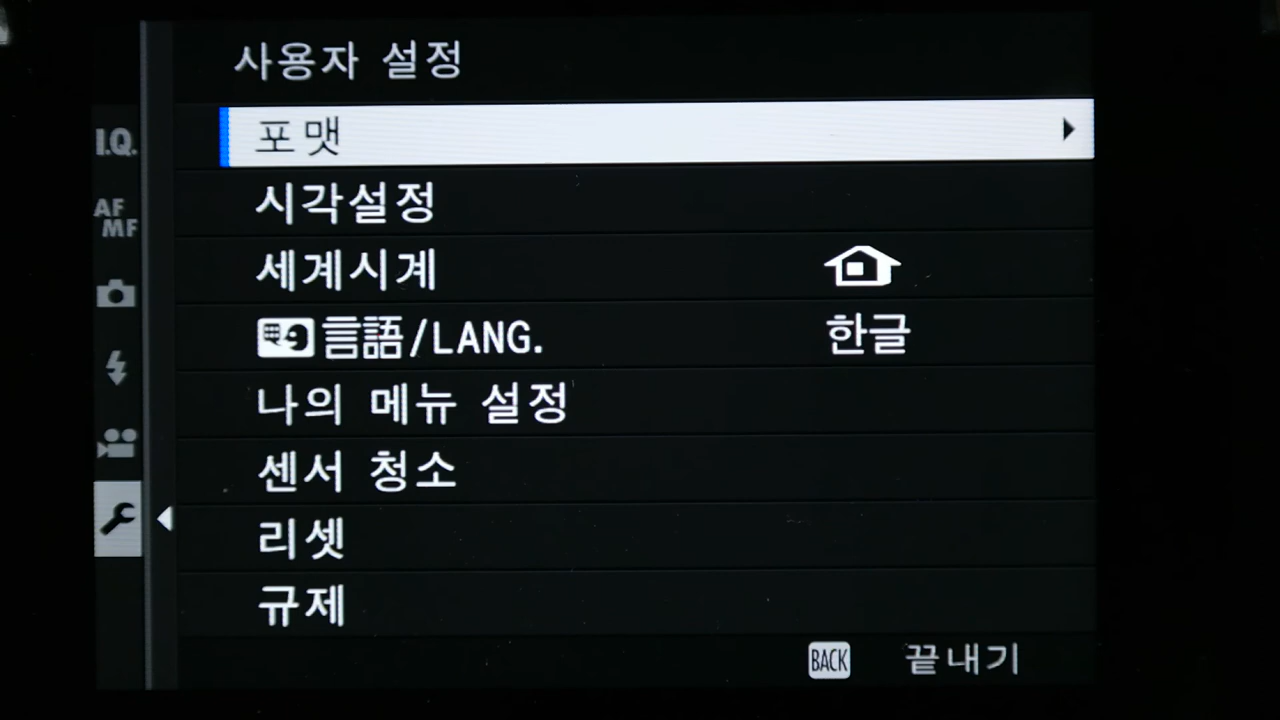 사용자 설정
I.Q.
포맷
시각설정
AF
MF
세계시계
言語/LANG. 한글
나의 메뉴 설정
센서 청소
리셋
규제
BACK 끝내기